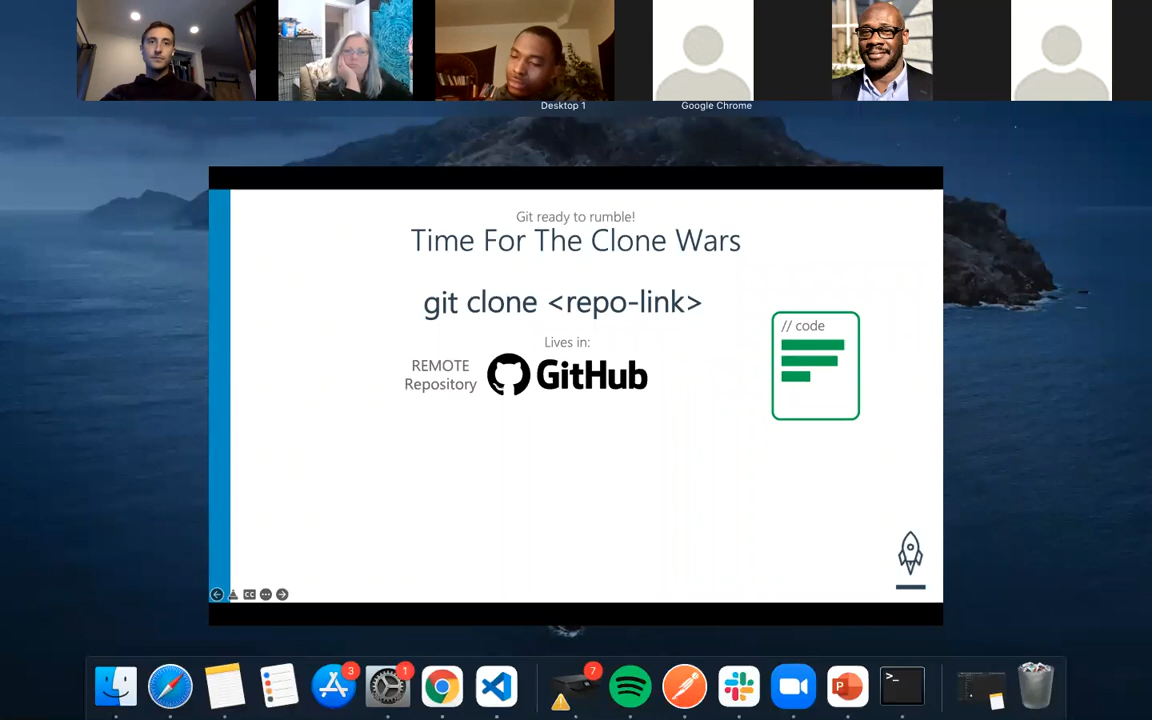 Desktop 1
Google Chrome
Git ready to rumble!
Time For The Clone Wars
git clone <repo-link>
Lives in:
REMOTE
Repository
GitHub
// code
CC
3
1
7
>_